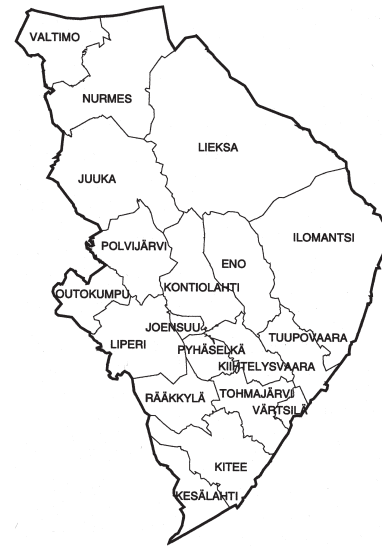 VALTIMO
NURMES
LIEKSA
JUUKA
ILOMANTSI
POLVIJÄRVI
ENO
KONTIOLAHTI
OUTOKUMPU
JOENSUU
TUUPOVAARA
LIPERI
PYHÄSELKÄ
KIIHTELYSVAARA
RÄÄKKYLÄ
TOHMAJÄRVI
VÄRTSILÄ
KITEE
KESÄLAHTI